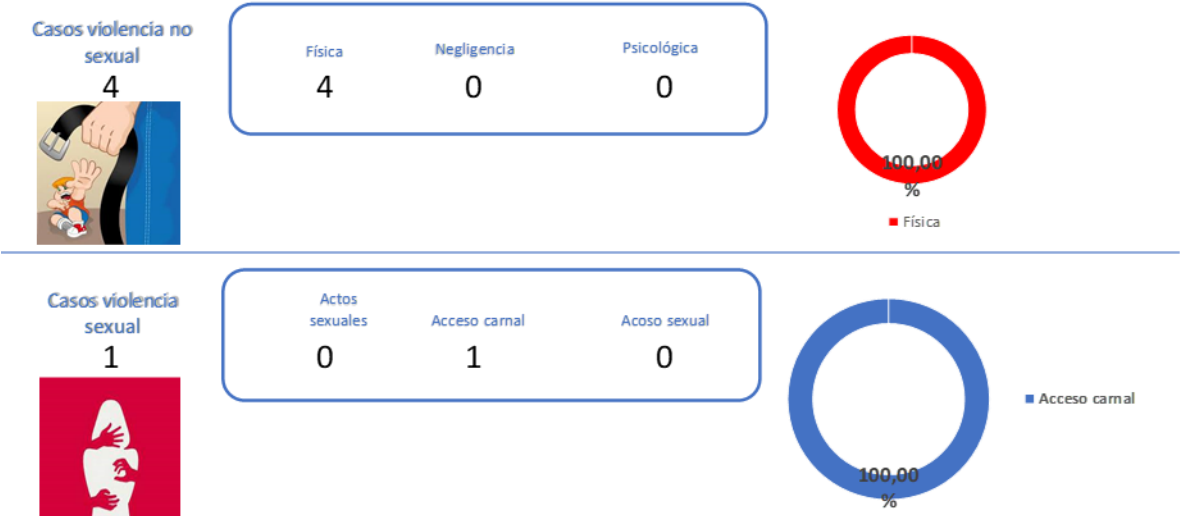 Casos violencia no
sexual
4
Física
Negligencia
Psicológica
4
0
0
100,00
%
Física
Casos violencia
sexual
1
Actos
sexuales
Acceso carnal
Acoso sexual
0
1
0
100,00
%
Acceso carnal